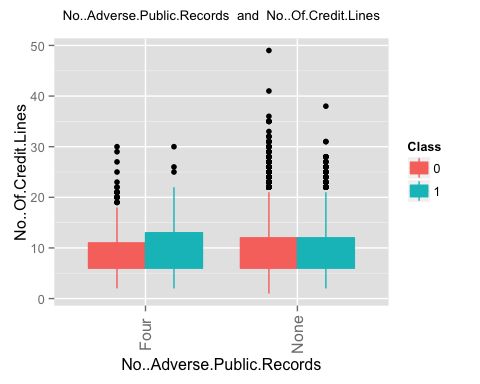 No..Adverse.Public.Records and No..Of.Credit.Lines
50
40
30
20
10
0
No..Of.Credit.Lines
Four
None
No..Adverse.Public.Records
Class
0
1